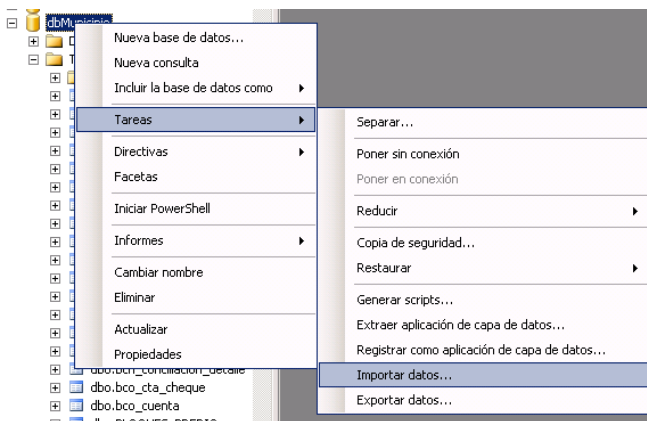 dbMunicipio
Nueva base de datos...
Nueva consulta
Incluir la base de datos como
Tareas
Directivas
Facetas
Iniciar PowerShell
Informes
Cambiar nombre
Eliminar
Actualizar
Propiedades
Separar...
Poner sin conexión
Poner en conexión
Reducir
Copia de seguridad...
Restaurar
Generar scripts...
Extraer aplicación de capa de datos...
Registrar como aplicación de capa de datos...
Importar datos...
Exportar datos...
dbo.bcn_conciliacion_detalle
dbo.bco_cta_cheque
dbo.bco_cuenta